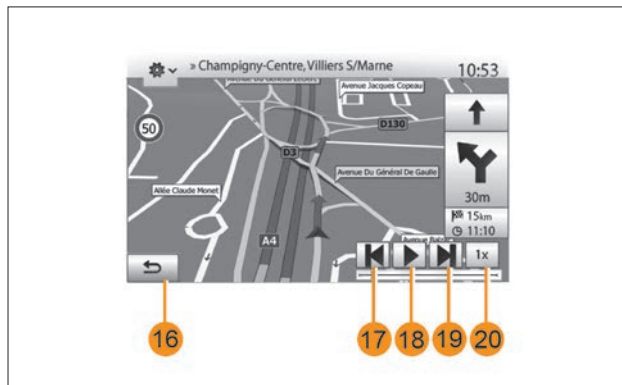 » Champigny-Centre, Villiers S/Marne
10:53
Avenue Jacques Copeau
D130
50
D3
Avenue Du Général De Gaulle
30m
Allée Claude Monet
15km
11:10
A4
1x
16
17
18
19
20